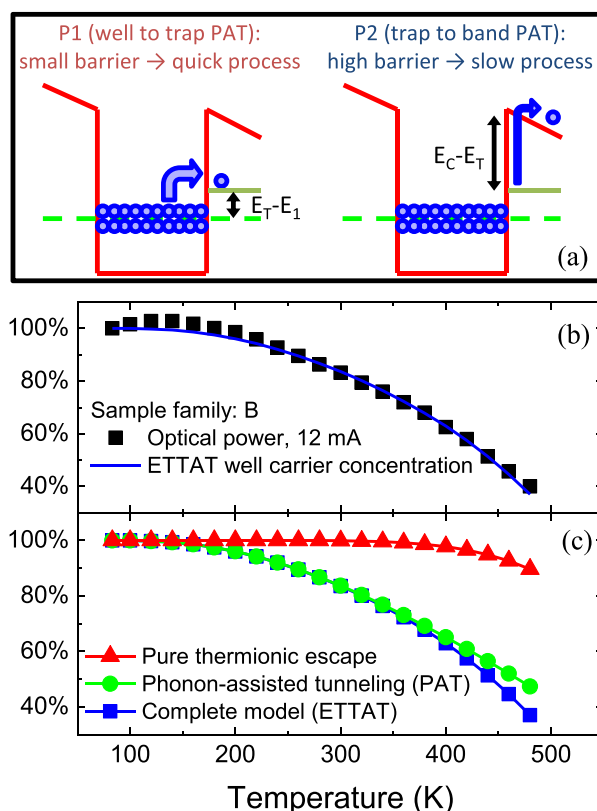 P1 (well to trap PAT):
small barrier → quick process
P2 (trap to band PAT):
high barrier → slow process
E_T-E_1
E_C-E_T
(a)
100%
80%
60%
40%
(b)
Sample family: B
Optical power, 12 mA
ETTAT well carrier concentration
100%
80%
60%
40%
(c)
Pure thermionic escape
Phonon-assisted tunneling (PAT)
Complete model (ETTAT)
100 200 300 400 500
Temperature (K)